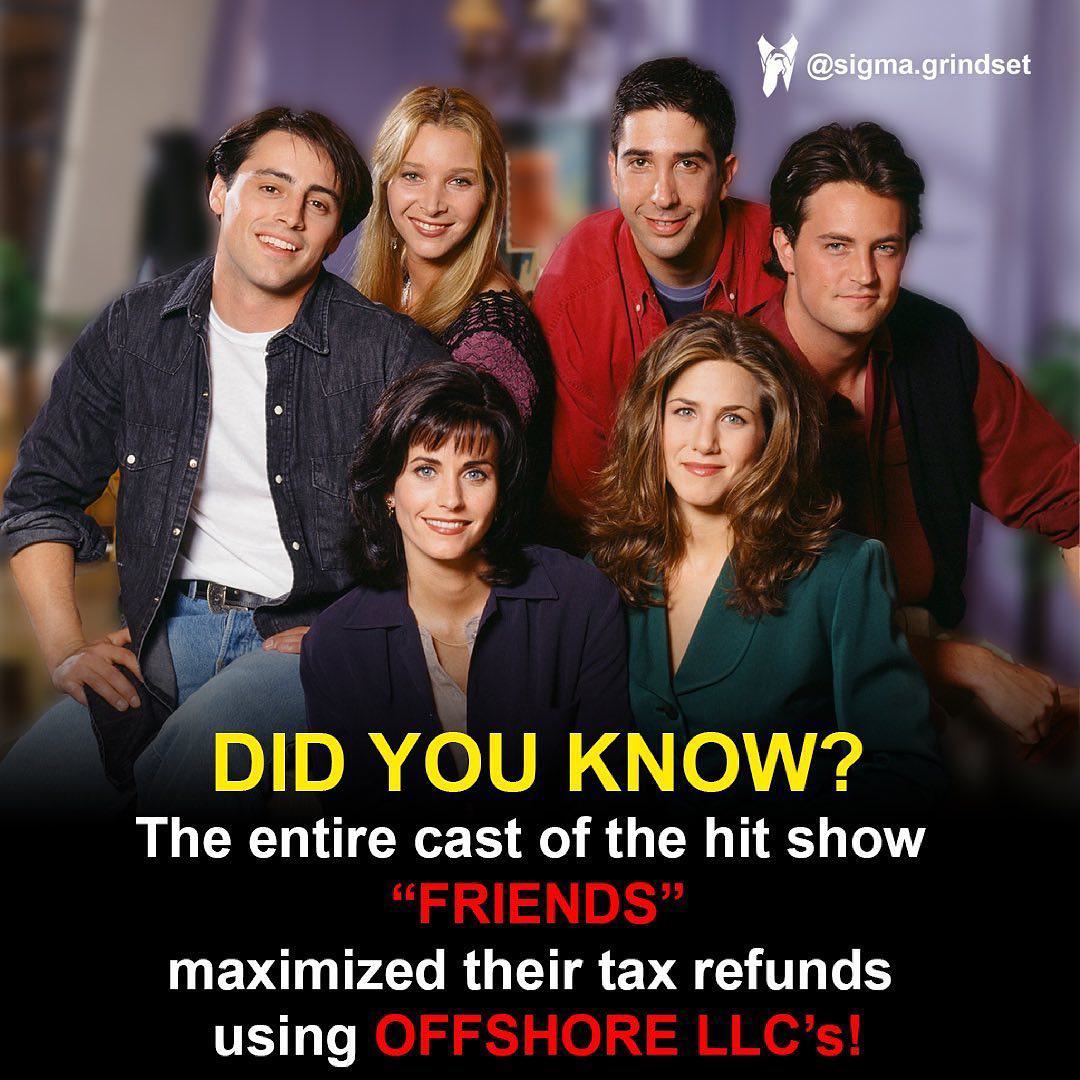 @sigma.grindset
DID YOU KNOW?
The entire cast of the hit show
“FRIENDS”
maximized their tax refunds
using OFFSHORE LLC’s!